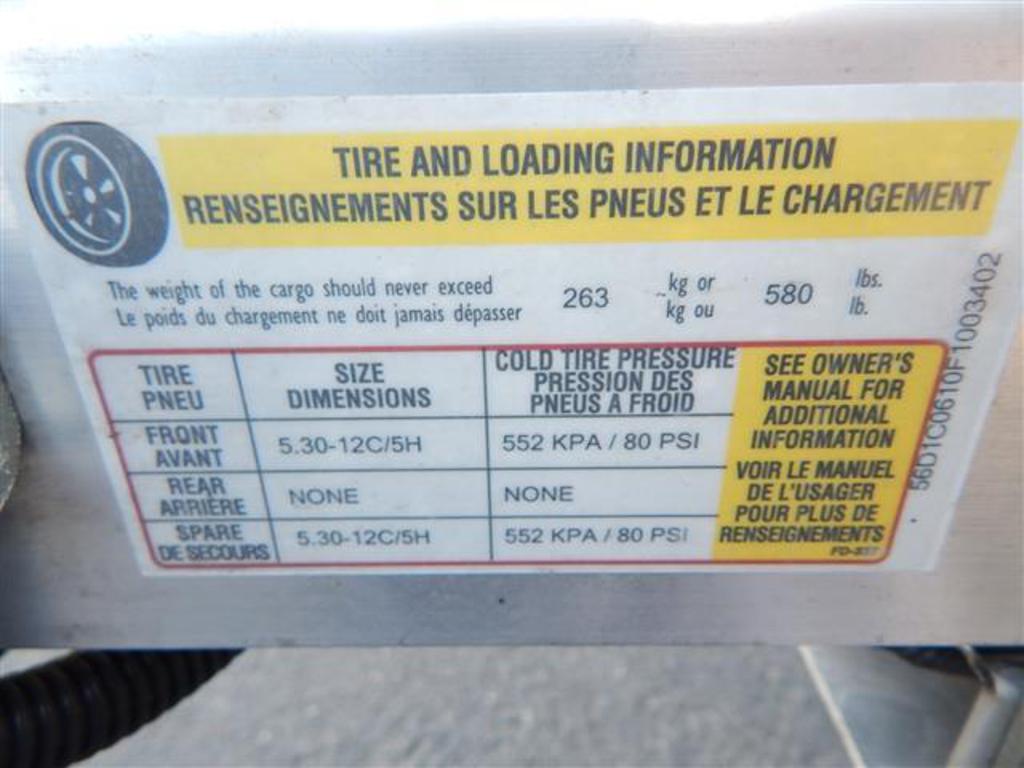 TIRE AND LOADING INFORMATION
RENSEIGNEMENTS SUR LES PNEUS ET LE CHARGEMENT
The weight of the cargo should never exceed 263 kg or 580 lbs.
Le poids du chargement ne doit jamais dépasser kg ou lb.
TIRE
PNEU
SIZE
DIMENSIONS
COLD TIRE PRESSURE
PRESSION DES
PNEUS A FROID
FRONT
AVANT
5.30-12C/5H
552 KPA / 80 PSI
REAR
ARRIÈRE
NONE
NONE
SPARE
DE SECOURS
5.30-12C/5H
552 KPA / 80 PSI
SEE OWNER'S
MANUAL FOR
ADDITIONAL
INFORMATION
VOIR LE MANUEL
DE L'USAGER
POUR PLUS DE
RENSEIGNEMENTS
56D1C0610F1003402